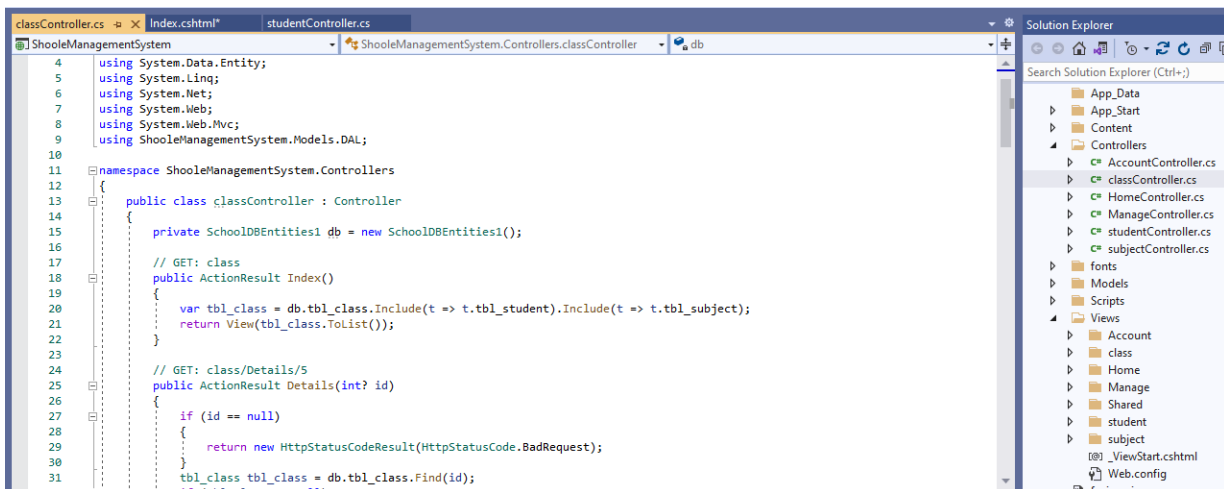 classController.cs Index.cshtml* studentController.cs
ShooleManagementSystem ShooleManagementSystem.Controllers.classController db
4 using System.Data.Entity;
5 using System.Linq;
6 using System.Net;
7 using System.Web;
8 using System.Web.Mvc;
9 using ShooleManagementSystem.Models.DAL;
10
11 namespace ShooleManagementSystem.Controllers
12 {
13 public class classController : Controller
14 {
15 private SchoolDBEntities1 db = new SchoolDBEntities1();
16
17 // GET: class
18 public ActionResult Index()
19 {
20 var tbl_class = db.tbl_class.Include(t => t.tbl_student).Include(t => t.tbl_subject);
21 return View(tbl_class.ToList());
22 }
23
24 // GET: class/Details/5
25 public ActionResult Details(int? id)
26 {
27 if (id == null)
28 {
29 return new HttpStatusCodeResult(HttpStatusCode.BadRequest);
30 }
31 tbl_class tbl_class = db.tbl_class.Find(id);
Solution Explorer
Search Solution Explorer (Ctrl+;)
App_Data
App_Start
Content
Controllers
C# AccountController.cs
C# classController.cs
C# HomeController.cs
C# ManageController.cs
C# studentController.cs
C# subjectController.cs
fonts
Models
Scripts
Views
Account
class
Home
Manage
Shared
student
subject
[@] _ViewStart.cshtml
Web.config